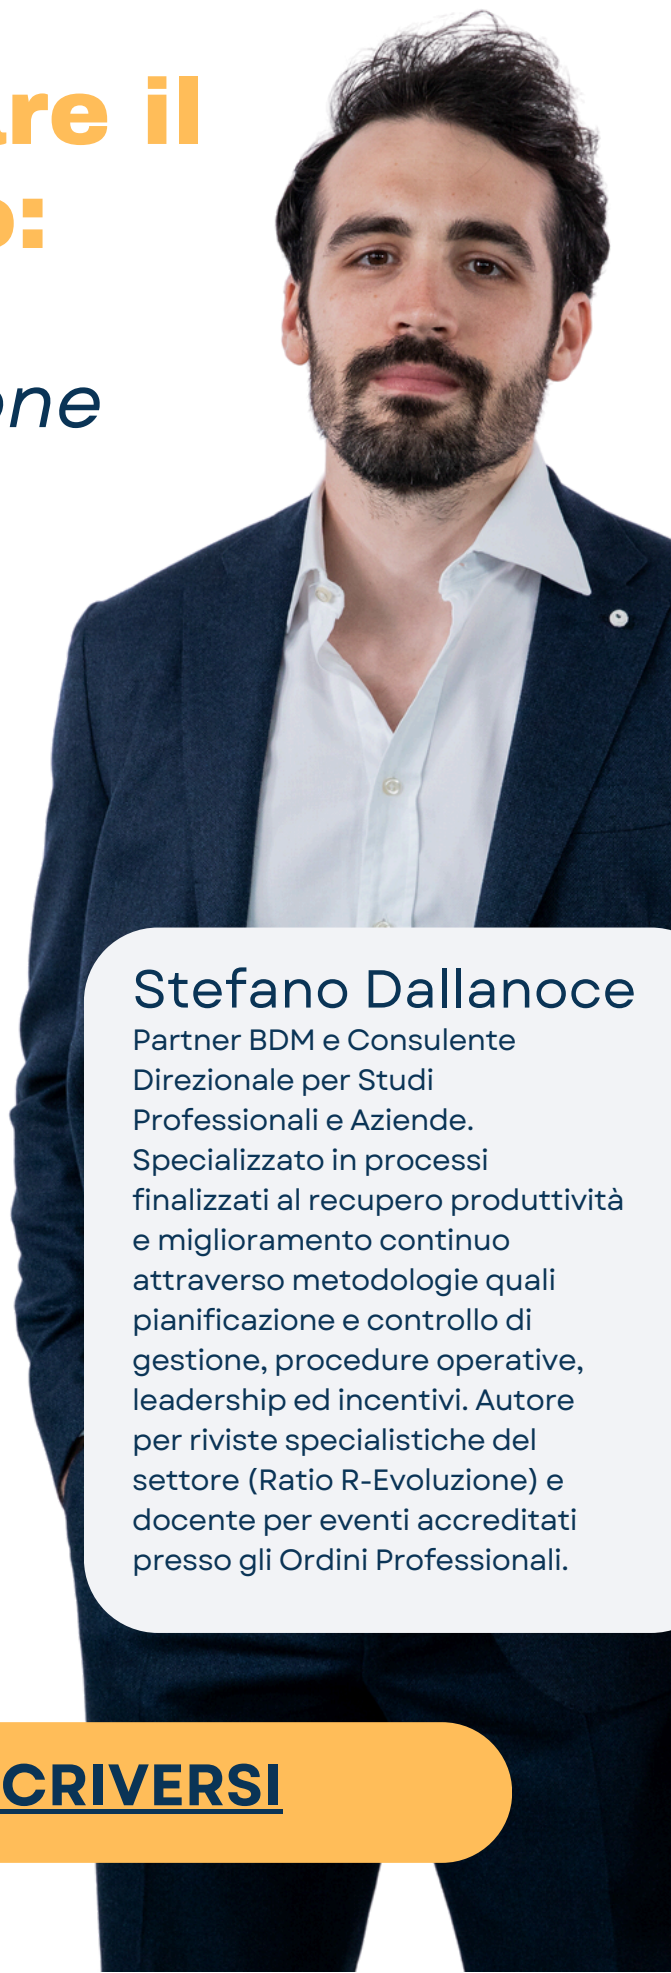 are il
o:
one
Stefano Dallanoce
Partner BDM e Consulente
Direzionale per Studi
Professionali e Aziende.
Specializzato in processi
finalizzati al recupero produttività
e miglioramento continuo
attraverso metodologie quali
pianificazione e controllo di
gestione, procedure operative,
leadership ed incentivi. Autore
per riviste specialistiche del
settore (Ratio R-Evoluzione) e
docente per eventi accreditati
presso gli Ordini Professionali.
CRIVERSI